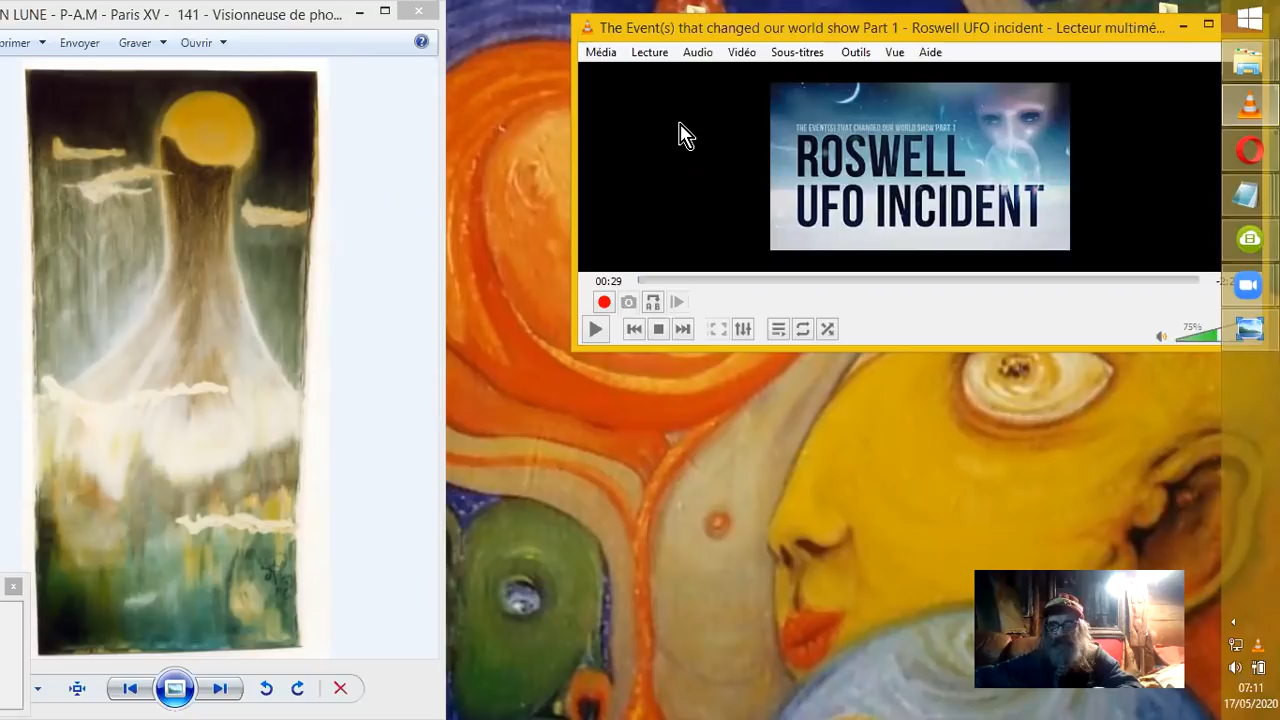 N LUNE - P-A.M - Paris XV - 141 - Visionneuse de pho...
primer Envoyer Graver Ouvrir
The Event(s) that changed our world show Part 1 - Roswell UFO incident - Lecteur multimé...
Média Lecture Audio Vidéo Sous-titres Outils Vue Aide
THE EVENT(S) THAT CHANGED OUR WORLD SHOW PART 1
ROSWELL
UFO INCIDENT
00:29
A B
75%
07:11
17/05/2020